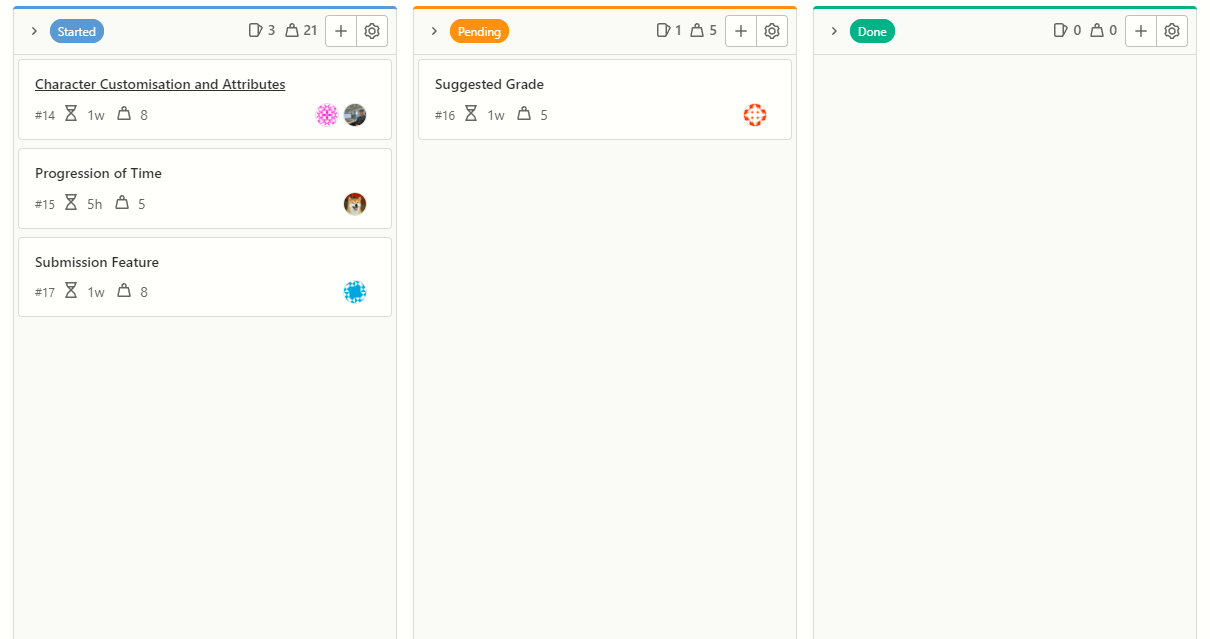 Started 3 21
Character Customisation and Attributes
#14 1w 8
Progression of Time
#15 5h 5
Submission Feature
#17 1w 8
Pending 1 5
Suggested Grade
#16 1w 5
Done 0 0